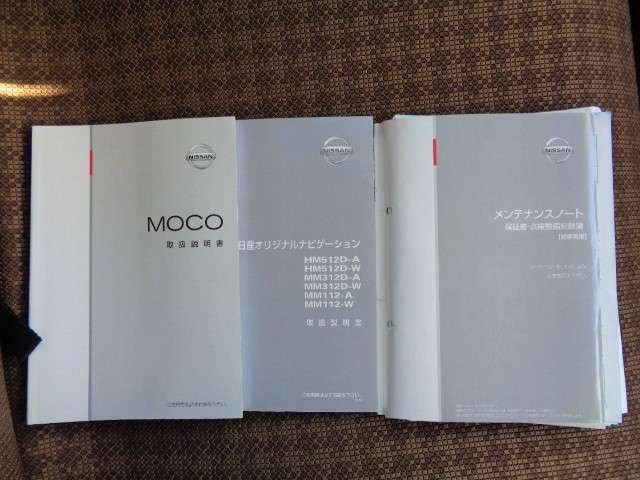 NISSAN
MOCO
取扱説明書
NISSAN
日産オリジナルナビゲーション
HM512D-A
HM512D-W
MM312D-A
MM312D-W
MM112-A
MM112-W
取扱説明書
NISSAN
メンテナンスノート
保証書・点検整備記録簿